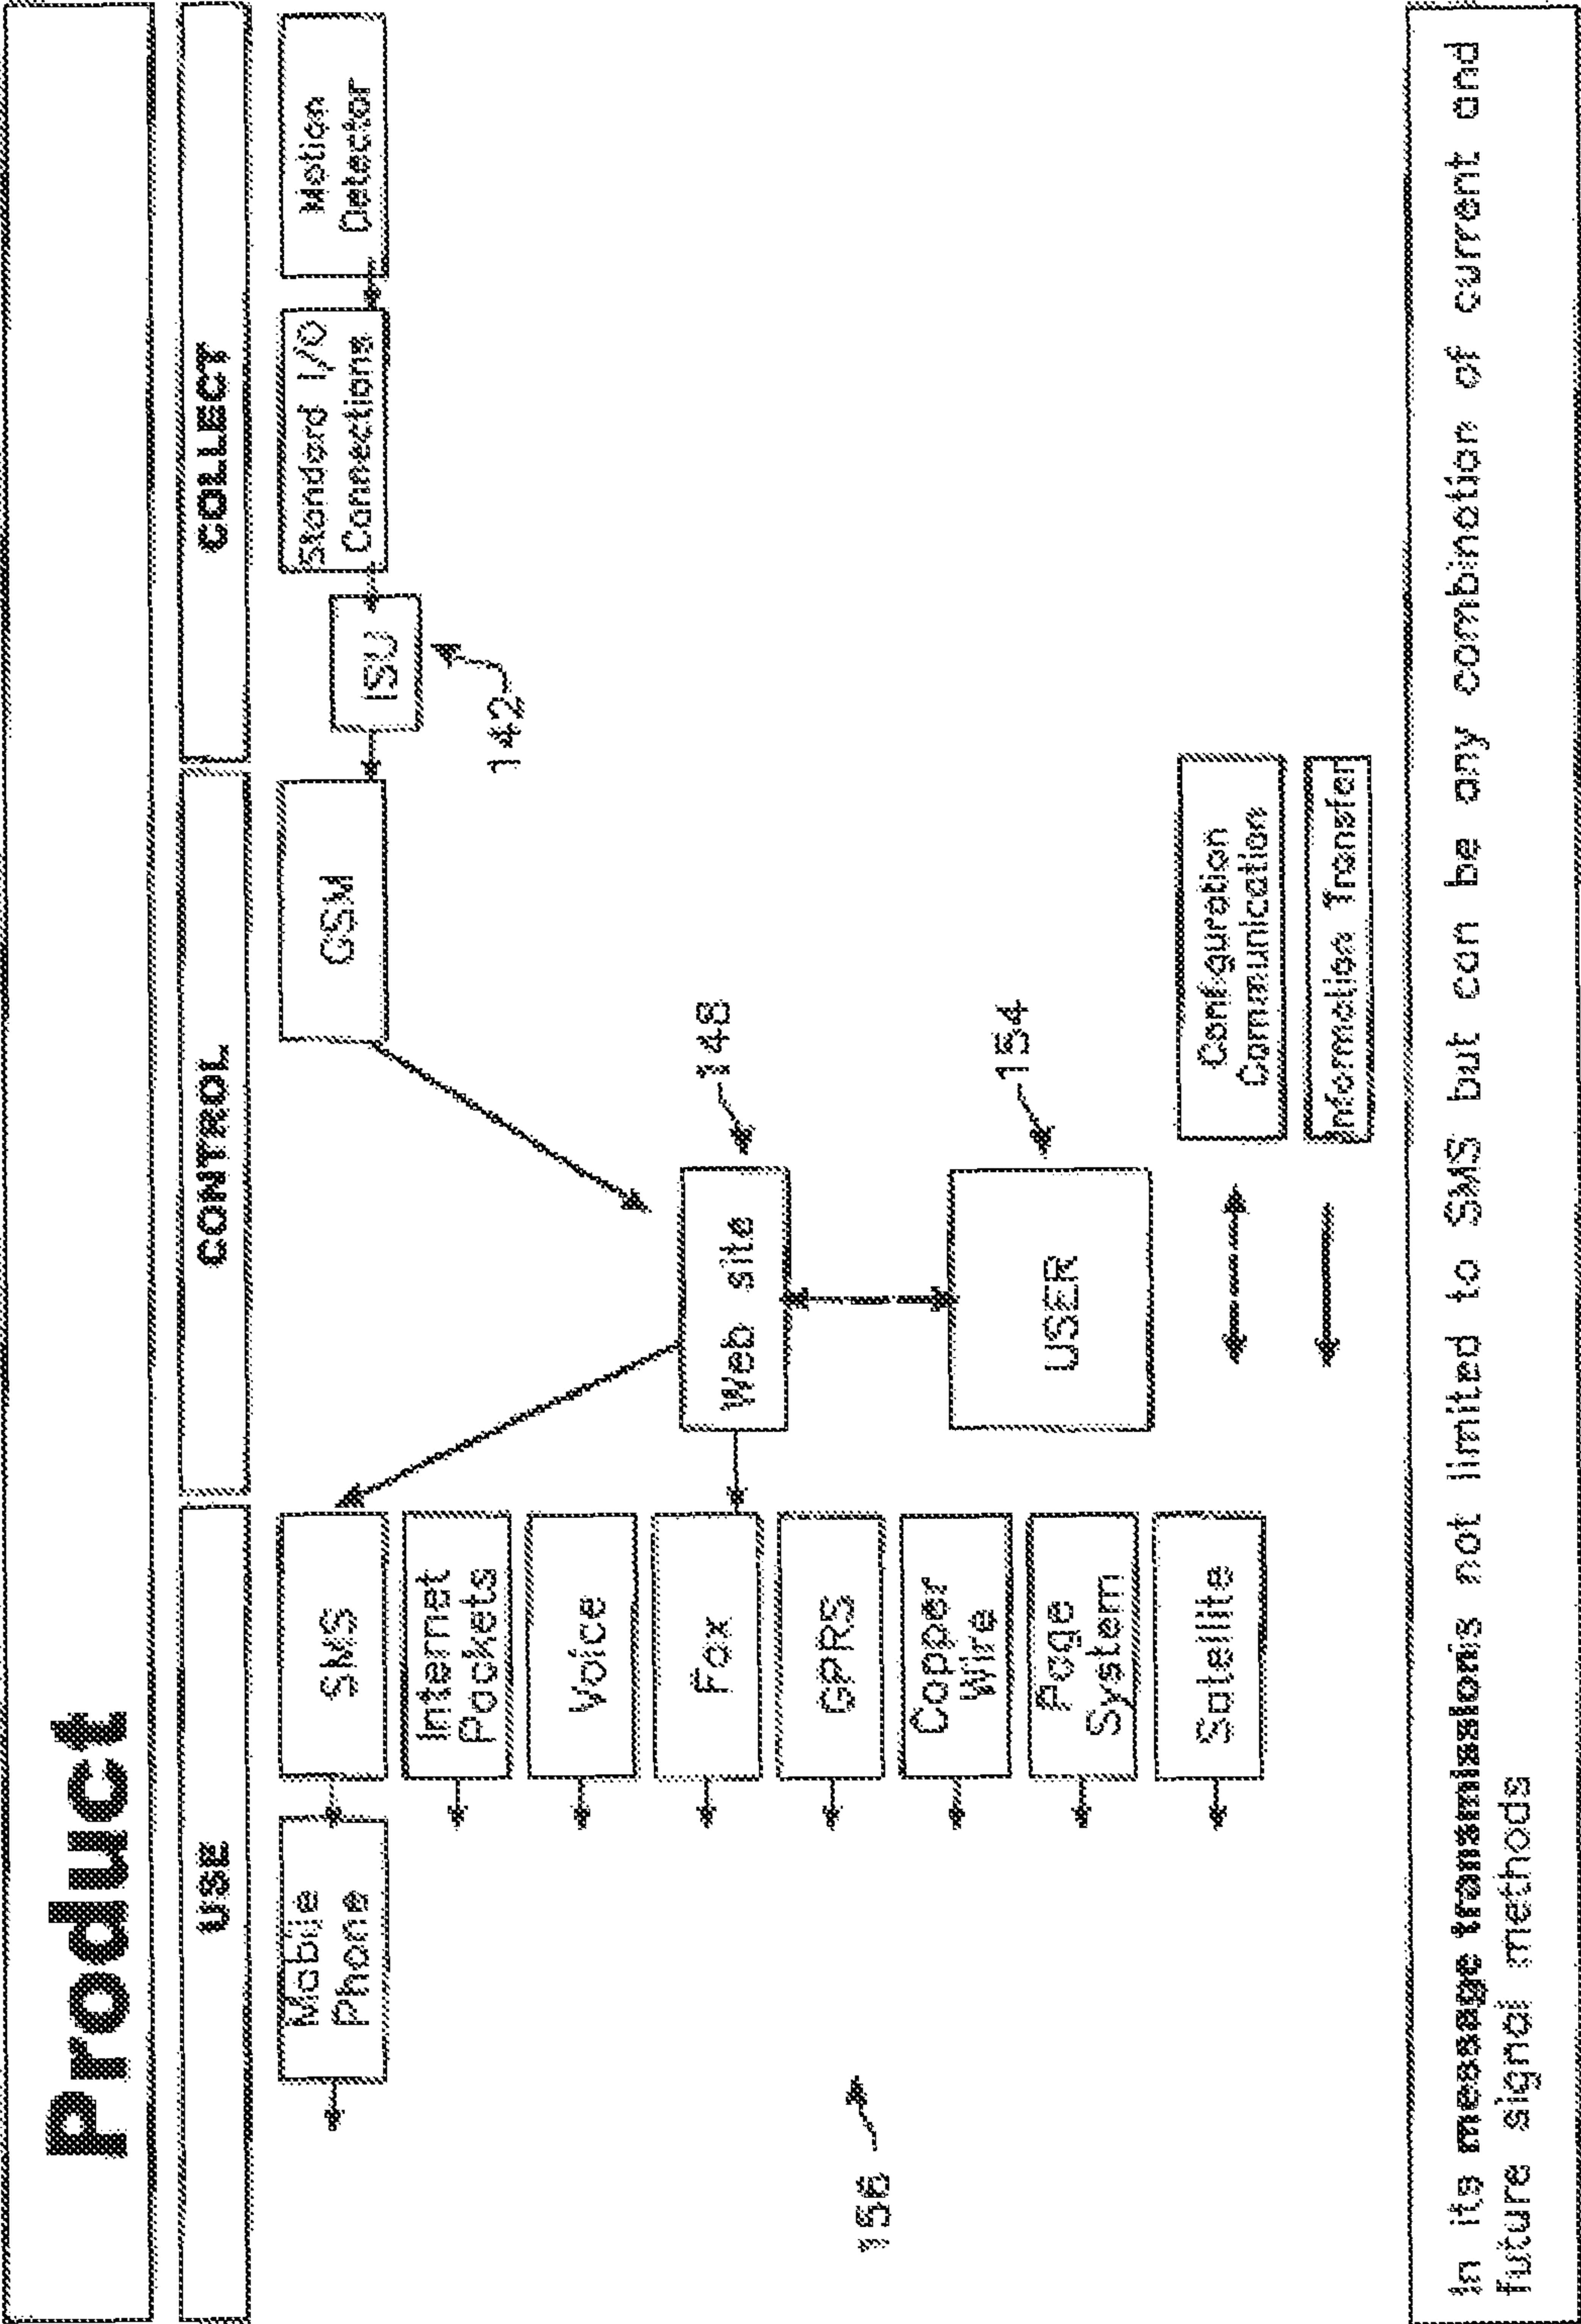 Product
USE
CONTROL
COLLECT
Mobile
Phone
SMS
GSM
Standard I/O
Connections
Motion
Detector
ISU
142
Internet
Packets
Voice
Fax
Web site
148
GPRS
156
Copper
Wire
USER
154
Page
System
Satellite
Configuration
Communication
Information Transfer
In its message transmissions not limited to SMS but can be any combination of current and
future signal methods